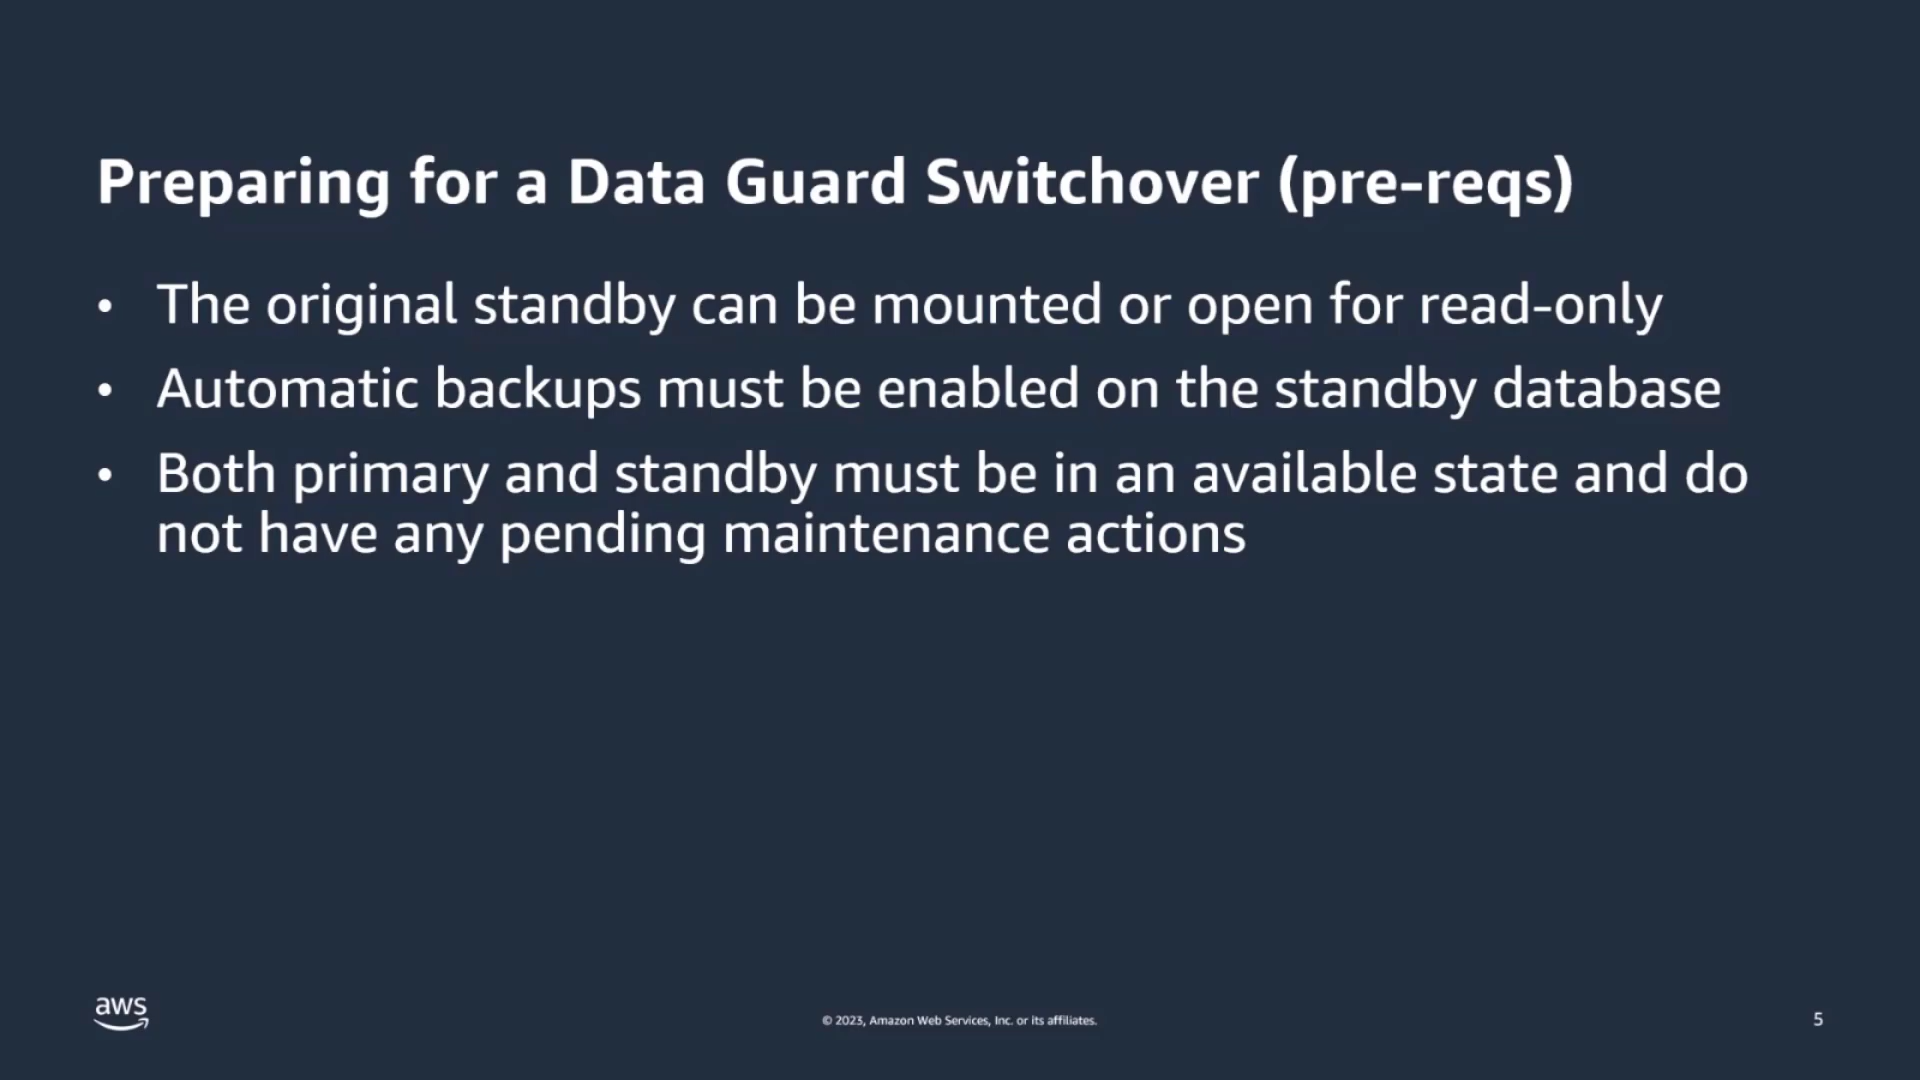 Preparing for a Data Guard Switchover (pre-reqs)
• The original standby can be mounted or open for read-only
• Automatic backups must be enabled on the standby database
• Both primary and standby must be in an available state and do
not have any pending maintenance actions
aws
© 2023, Amazon Web Services, Inc. or its affiliates.
5